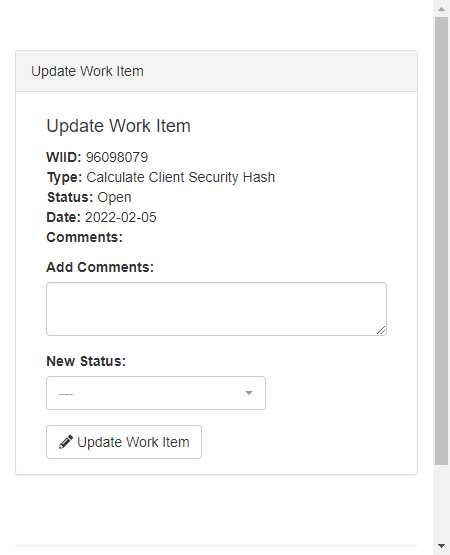 Update Work Item
Update Work Item
WIID: 96098079
Type: Calculate Client Security Hash
Status: Open
Date: 2022-02-05
Comments:
Add Comments:
New Status:
---
Update Work Item